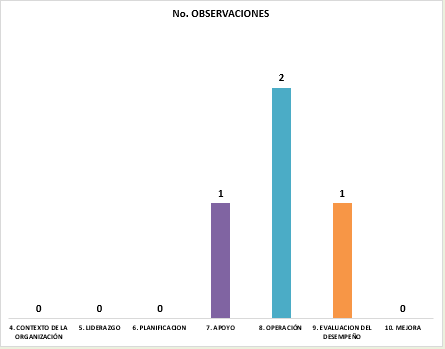 No. OBSERVACIONES
2
1
1
0
0
0
0
4. CONTEXTO DE LA
ORGANIZACIÓN
5. LIDERAZGO
6. PLANIFICACION
7. APOYO
8. OPERACIÓN
9. EVALUACION DEL
DESEMPEÑO
10. MEJORA